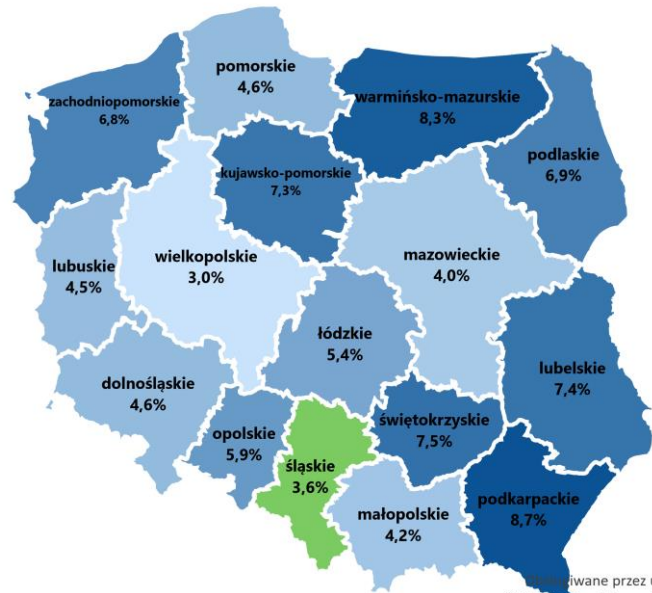 pomorskie
4,6%
warmińsko-mazurskie
8,3%
zachodniopomorskie
6,8%
podlaskie
6,9%
kujawsko-pomorskie
7,3%
lubuskie
4,5%
wielkopolskie
3,0%
mazowieckie
4,0%
łódzkie
5,4%
lubelskie
7,4%
dolnośląskie
4,6%
opolskie
5,9%
śląskie
3,6%
świętokrzyskie
7,5%
małopolskie
4,2%
podkarpackie
8,7%
przez